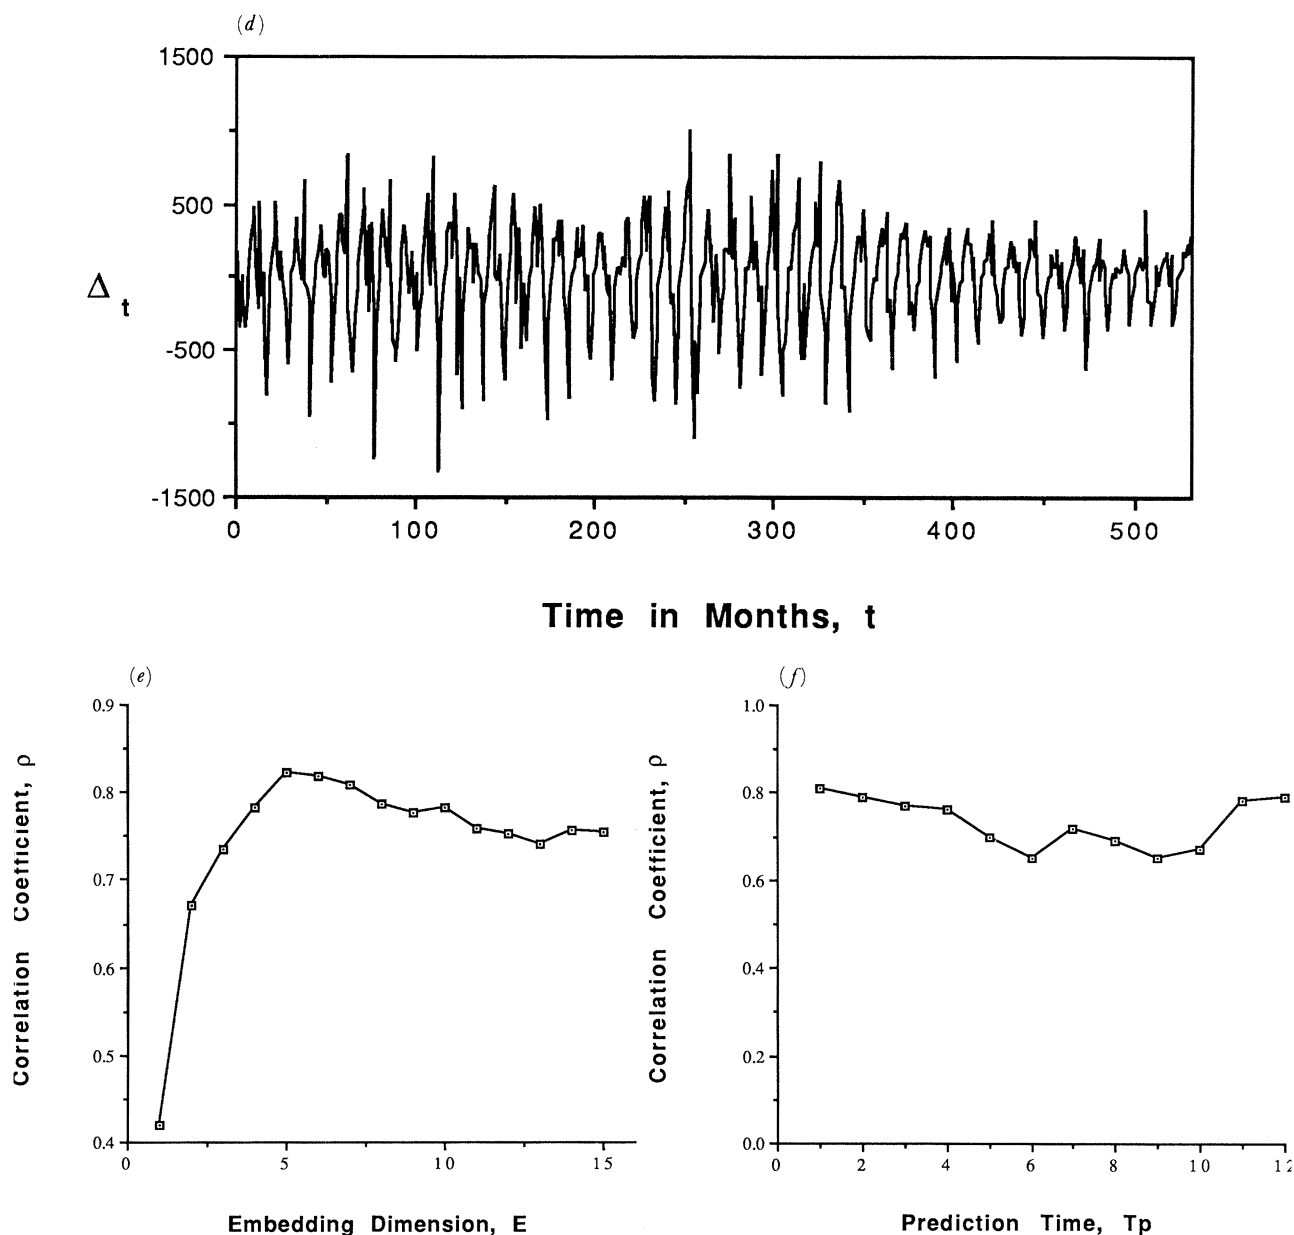 (d)
1500
500
-500
-1500
Δ t
0 100 200 300 400 500
Time in Months, t
(e)
0.9
0.8
0.7
0.6
0.5
0.4
Correlation Coefficient, ρ
0 5 10 15
Embedding Dimension, E
(f)
1.0
0.8
0.6
0.4
0.2
0.0
Correlation Coefficient, ρ
0 2 4 6 8 10 12
Prediction Time, Tp